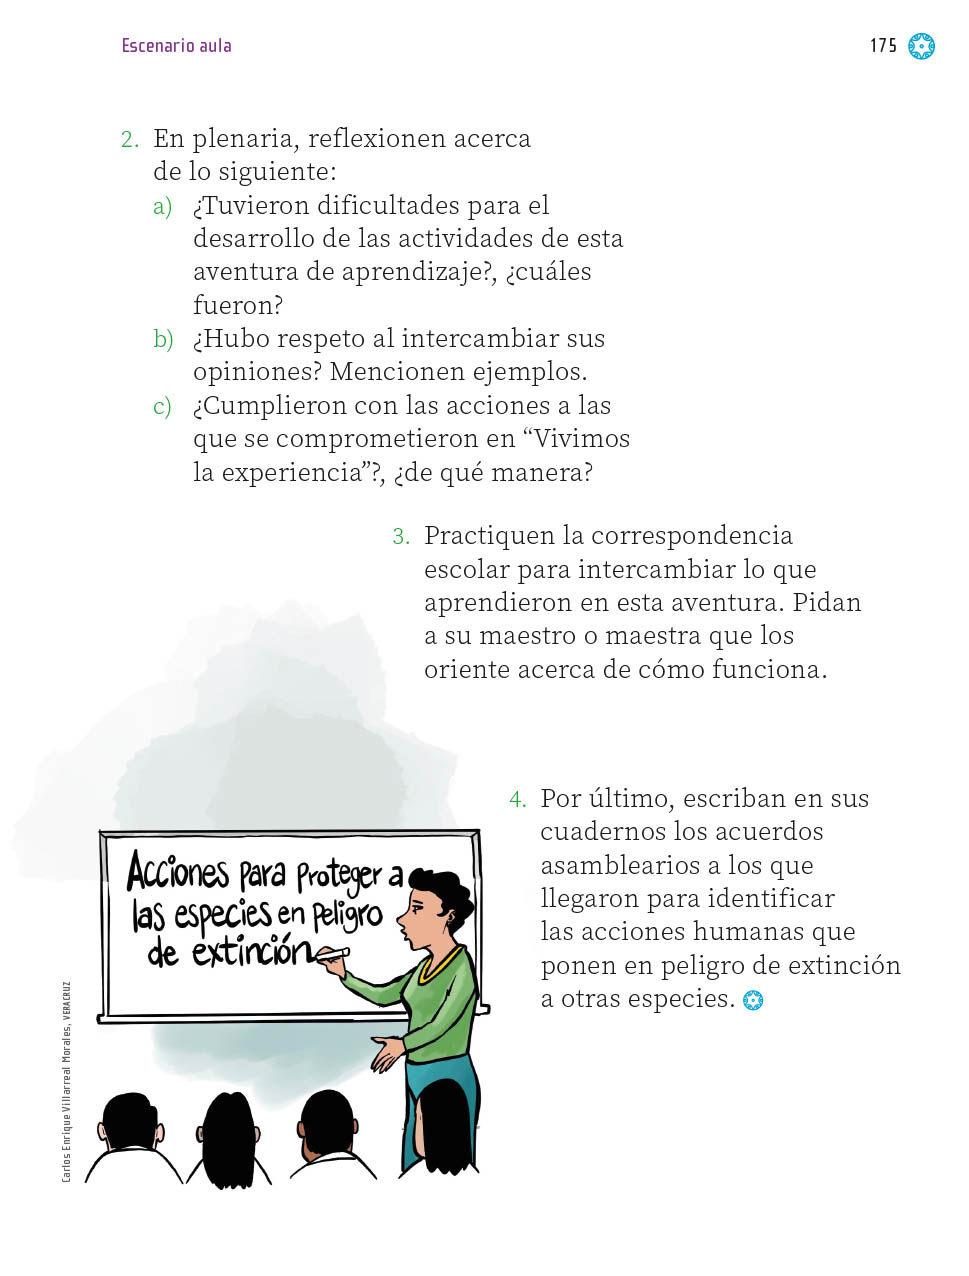 Escenario aula
175
2. En plenaria, reflexionen acerca
de lo siguiente:
a) ¿Tuvieron dificultades para el
desarrollo de las actividades de esta
aventura de aprendizaje?, ¿cuáles
fueron?
b) ¿Hubo respeto al intercambiar sus
opiniones? Mencionen ejemplos.
c) ¿Cumplieron con las acciones a las
que se comprometieron en “Vivimos
la experiencia”?, ¿de qué manera?
3. Practiquen la correspondencia
escolar para intercambiar lo que
aprendieron en esta aventura. Pidan
a su maestro o maestra que los
oriente acerca de cómo funciona.
4. Por último, escriban en sus
cuadernos los acuerdos
asamblearios a los que
llegaron para identificar
las acciones humanas que
ponen en peligro de extinción
a otras especies.
Acciones para proteger a
las especies en peligro
de extinción
Carlos Enrique Villarreal Morales, VERACRUZ